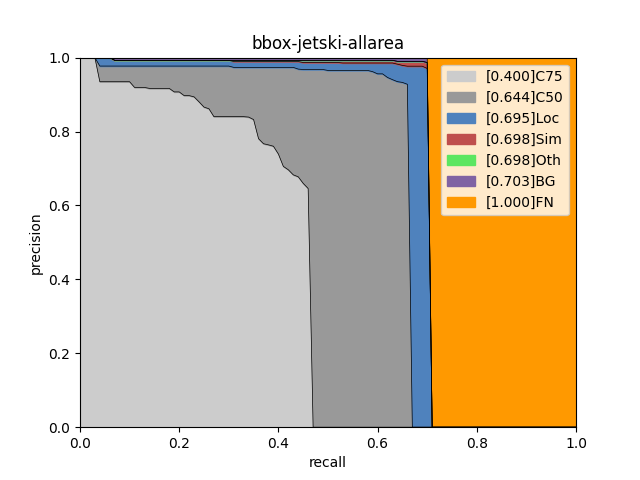 bbox-jetski-allarea
1.0
0.8
0.6
0.4
0.2
0.0
precision
[0.400]C75
[0.644]C50
[0.695]Loc
[0.698]Sim
[0.698]Oth
[0.703]BG
[1.000]FN
0.0 0.2 0.4 0.6 0.8 1.0
recall